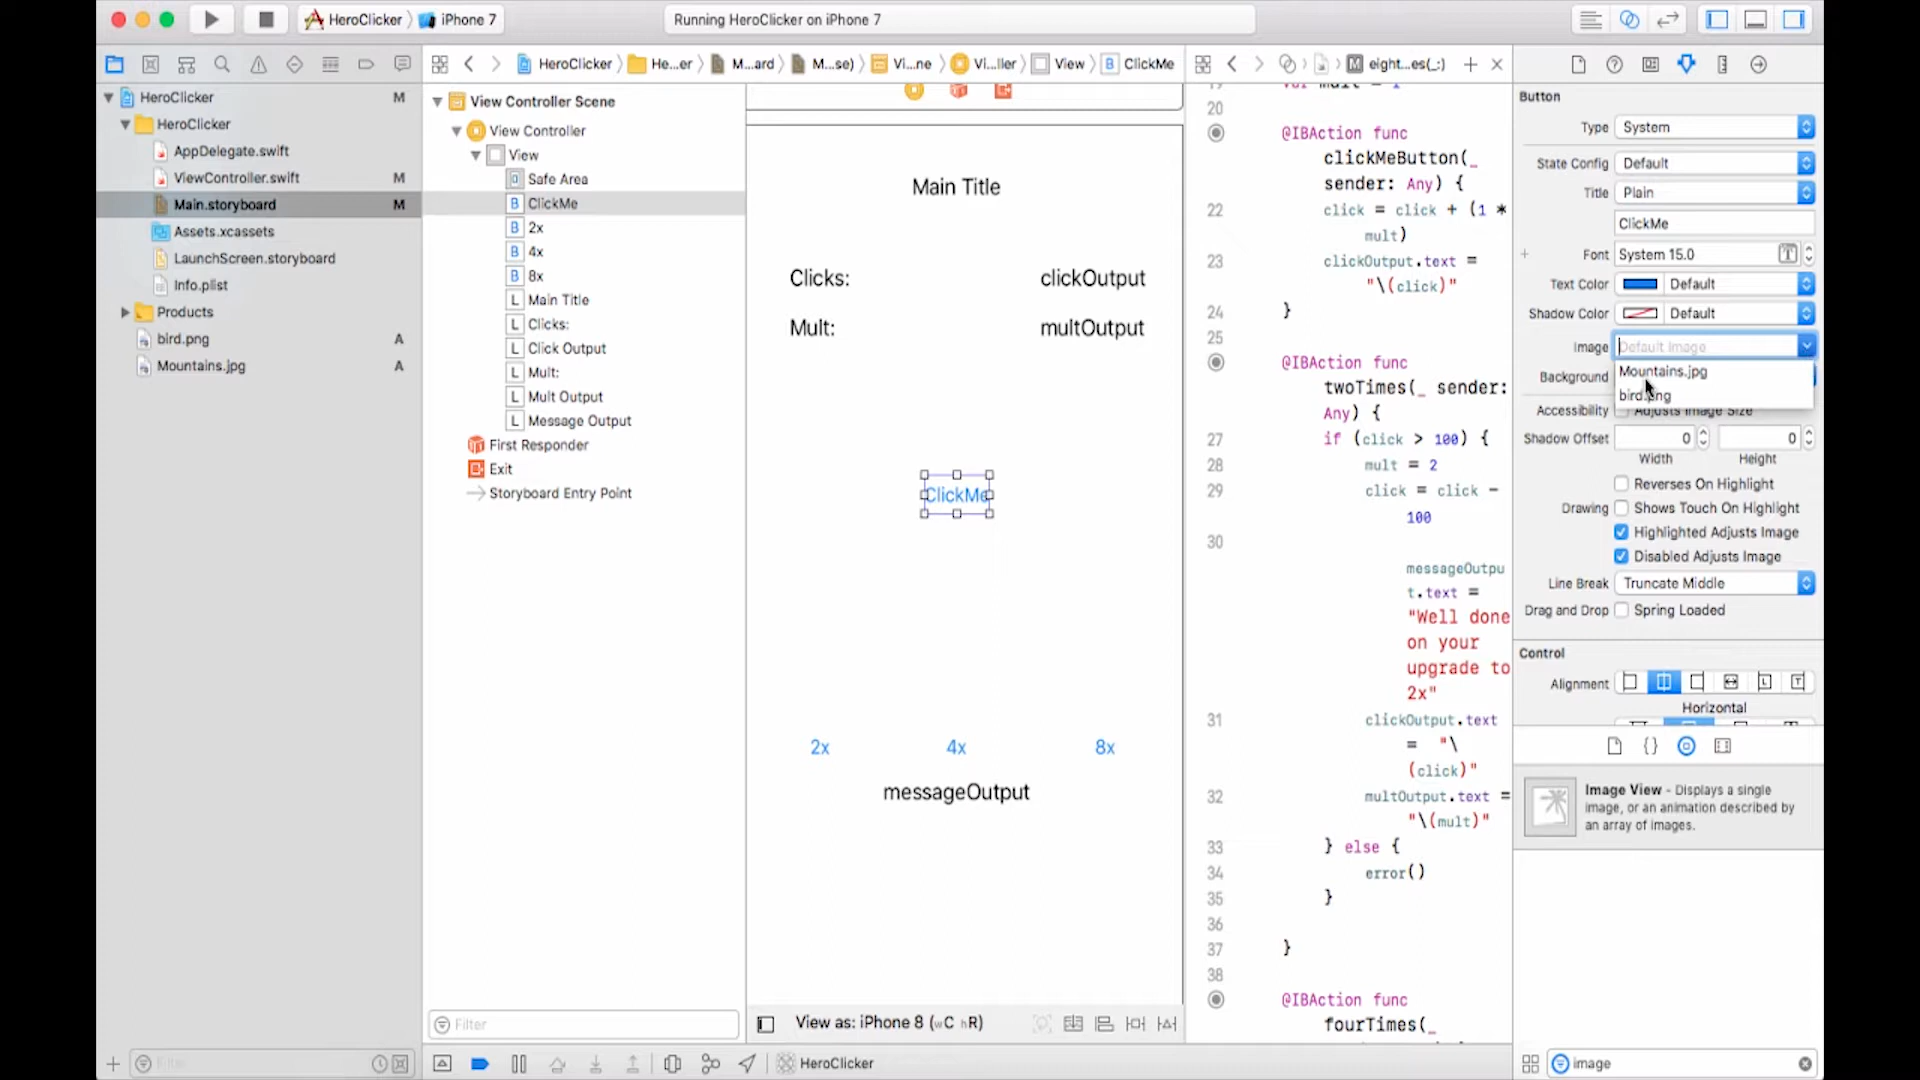 HeroClicker
iPhone 7
Running HeroClicker on iPhone 7
HeroClicker
He...er
M...ard
M...se)
Vi...ne
Vi...ller
View
B ClickMe
eight...es(_:)
HeroClicker M
HeroClicker
AppDelegate.swift
ViewController.swift M
Main.storyboard M
Assets.xcassets
LaunchScreen.storyboard
Info.plist
Products
bird.png A
Mountains.jpg A
View Controller Scene
View Controller
View
Safe Area
B ClickMe
B 2x
B 4x
B 8x
L Main Title
L Clicks:
L Click Output
L Mult:
L Mult Output
L Message Output
First Responder
Exit
Storyboard Entry Point
Filter
Main Title
Clicks: clickOutput
Mult: multOutput
ClickMe
2x 4x 8x
messageOutput
View as: iPhone 8 (wC hR)
20
@IBAction func
clickMeButton(_
sender: Any) {
22 click = click + (1 *
mult)
23 clickOutput.text =
"\(click)"
24 }
25
@IBAction func
twoTimes(_ sender:
Any) {
27 if (click > 100) {
28 mult = 2
29 click = click -
100
30
messageOutpu
t.text =
"Well done
on your
upgrade to
2x"
31 clickOutput.text
= "\
(click)"
32 multOutput.text =
"\(mult)"
33 } else {
34 error()
35 }
36
37 }
38
@IBAction func
fourTimes(_
Button
Type System
State Config Default
Title Plain
ClickMe
Font System 15.0
Text Color Default
Shadow Color Default
Image Default Image
Mountains.jpg
Background
bird.png
Accessibility Adjusts Image Size
Shadow Offset 0 0
Width Height
Reverses On Highlight
Drawing Shows Touch On Highlight
Highlighted Adjusts Image
Disabled Adjusts Image
Line Break Truncate Middle
Drag and Drop Spring Loaded
Control
Alignment
Horizontal
Image View - Displays a single
image, or an animation described by
an array of images.
Filter
HeroClicker
image